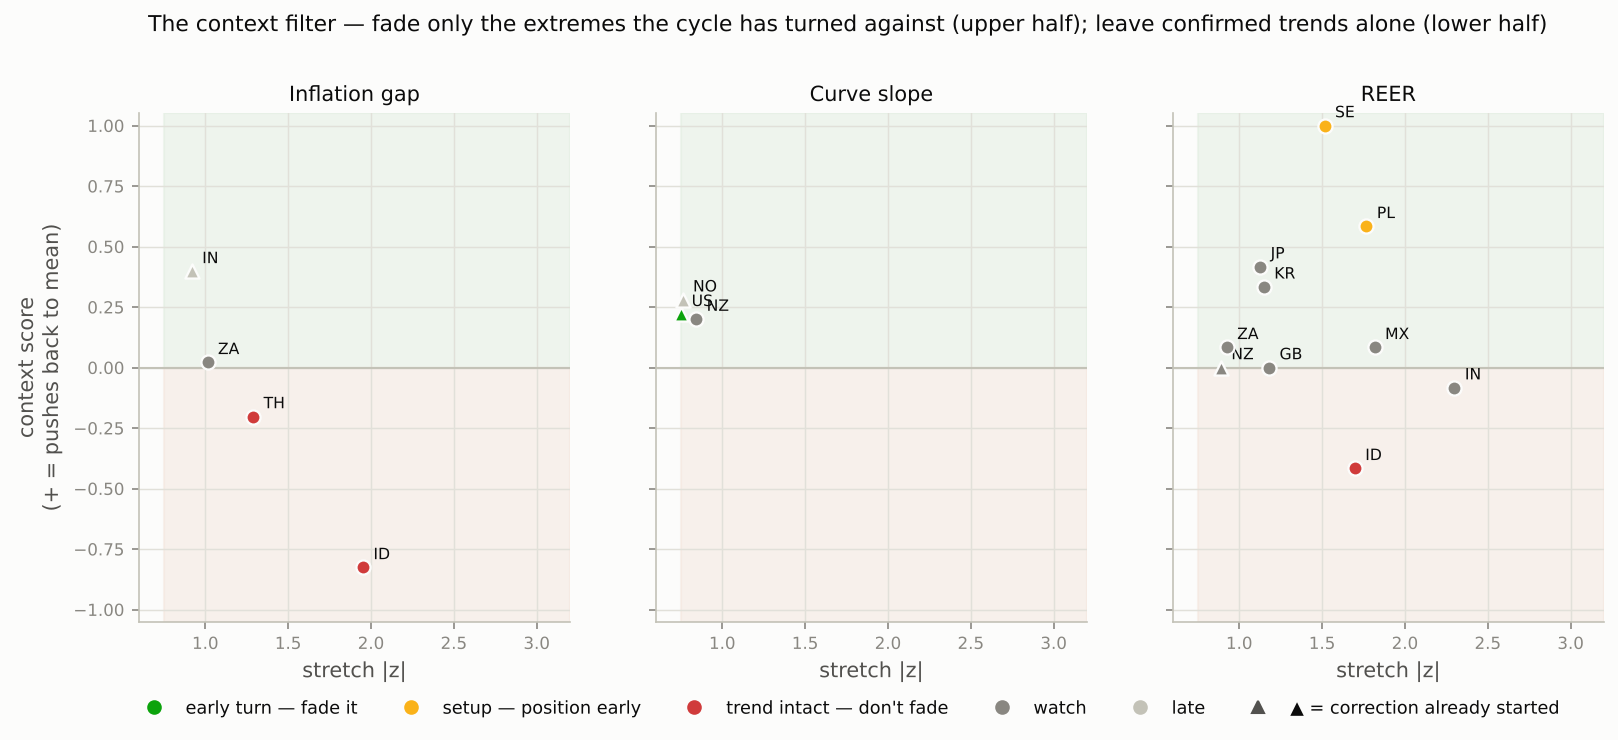 The context filter — fade only the extremes the cycle has turned against (upper half); leave confirmed trends alone (lower half)
Inflation gap
Curve slope
REER
context score
(+ = pushes back to mean)
1.00
0.75
0.50
0.25
0.00
−0.25
−0.50
−0.75
−1.00
IN
ZA
TH
ID
1.0 1.5 2.0 2.5 3.0
stretch |z|
NO
US
NZ
1.0 1.5 2.0 2.5 3.0
stretch |z|
SE
PL
JP
KR
ZA
MX
NZ
GB
IN
ID
1.0 1.5 2.0 2.5 3.0
stretch |z|
early turn — fade it
setup — position early
trend intact — don't fade
watch
late
▲ = correction already started